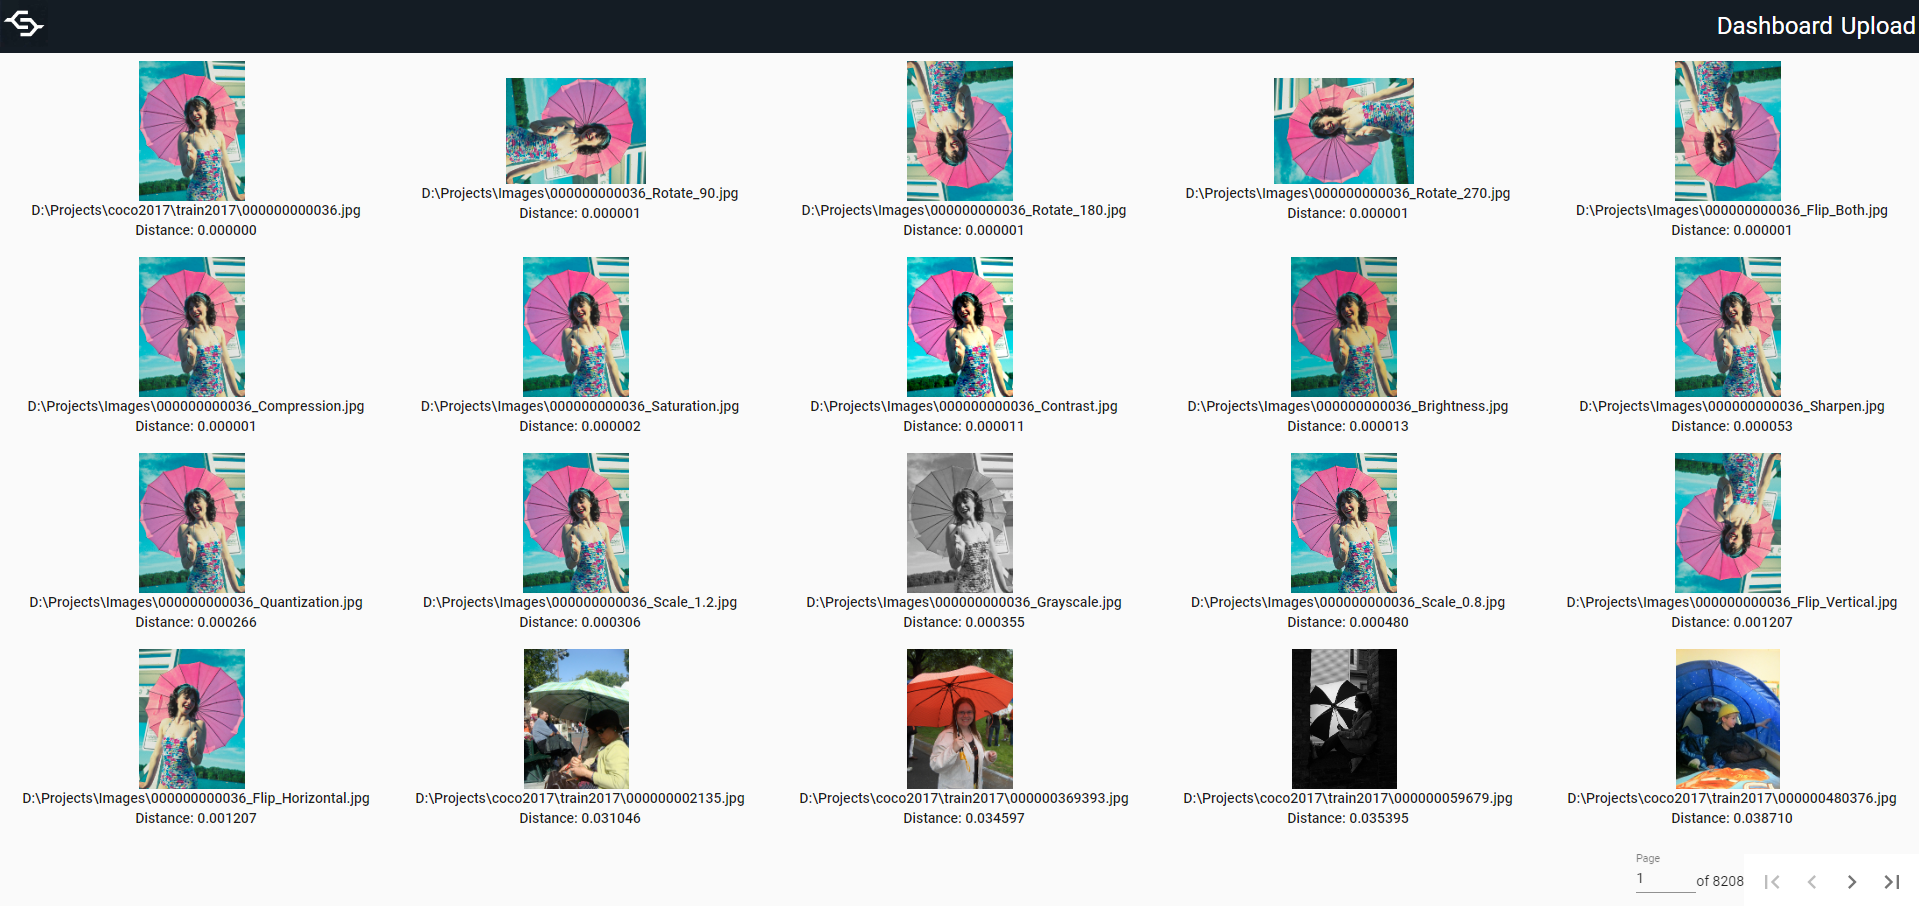 Dashboard Upload
D:\Projects\coco2017\train2017\000000000036.jpg
Distance: 0.000000
D:\Projects\Images\000000000036_Rotate_90.jpg
Distance: 0.000001
D:\Projects\Images\000000000036_Rotate_180.jpg
Distance: 0.000001
D:\Projects\Images\000000000036_Rotate_270.jpg
Distance: 0.000001
D:\Projects\Images\000000000036_Flip_Both.jpg
Distance: 0.000001
D:\Projects\Images\000000000036_Compression.jpg
Distance: 0.000001
D:\Projects\Images\000000000036_Saturation.jpg
Distance: 0.000002
D:\Projects\Images\000000000036_Contrast.jpg
Distance: 0.000011
D:\Projects\Images\000000000036_Brightness.jpg
Distance: 0.000013
D:\Projects\Images\000000000036_Sharpen.jpg
Distance: 0.000053
D:\Projects\Images\000000000036_Quantization.jpg
Distance: 0.000266
D:\Projects\Images\000000000036_Scale_1.2.jpg
Distance: 0.000306
D:\Projects\Images\000000000036_Grayscale.jpg
Distance: 0.000355
D:\Projects\Images\000000000036_Scale_0.8.jpg
Distance: 0.000480
D:\Projects\Images\000000000036_Flip_Vertical.jpg
Distance: 0.001207
D:\Projects\Images\000000000036_Flip_Horizontal.jpg
Distance: 0.001207
D:\Projects\coco2017\train2017\000000002135.jpg
Distance: 0.031046
D:\Projects\coco2017\train2017\000000369393.jpg
Distance: 0.034597
D:\Projects\coco2017\train2017\000000059679.jpg
Distance: 0.035395
D:\Projects\coco2017\train2017\000000480376.jpg
Distance: 0.038710
Page
1 of 8208